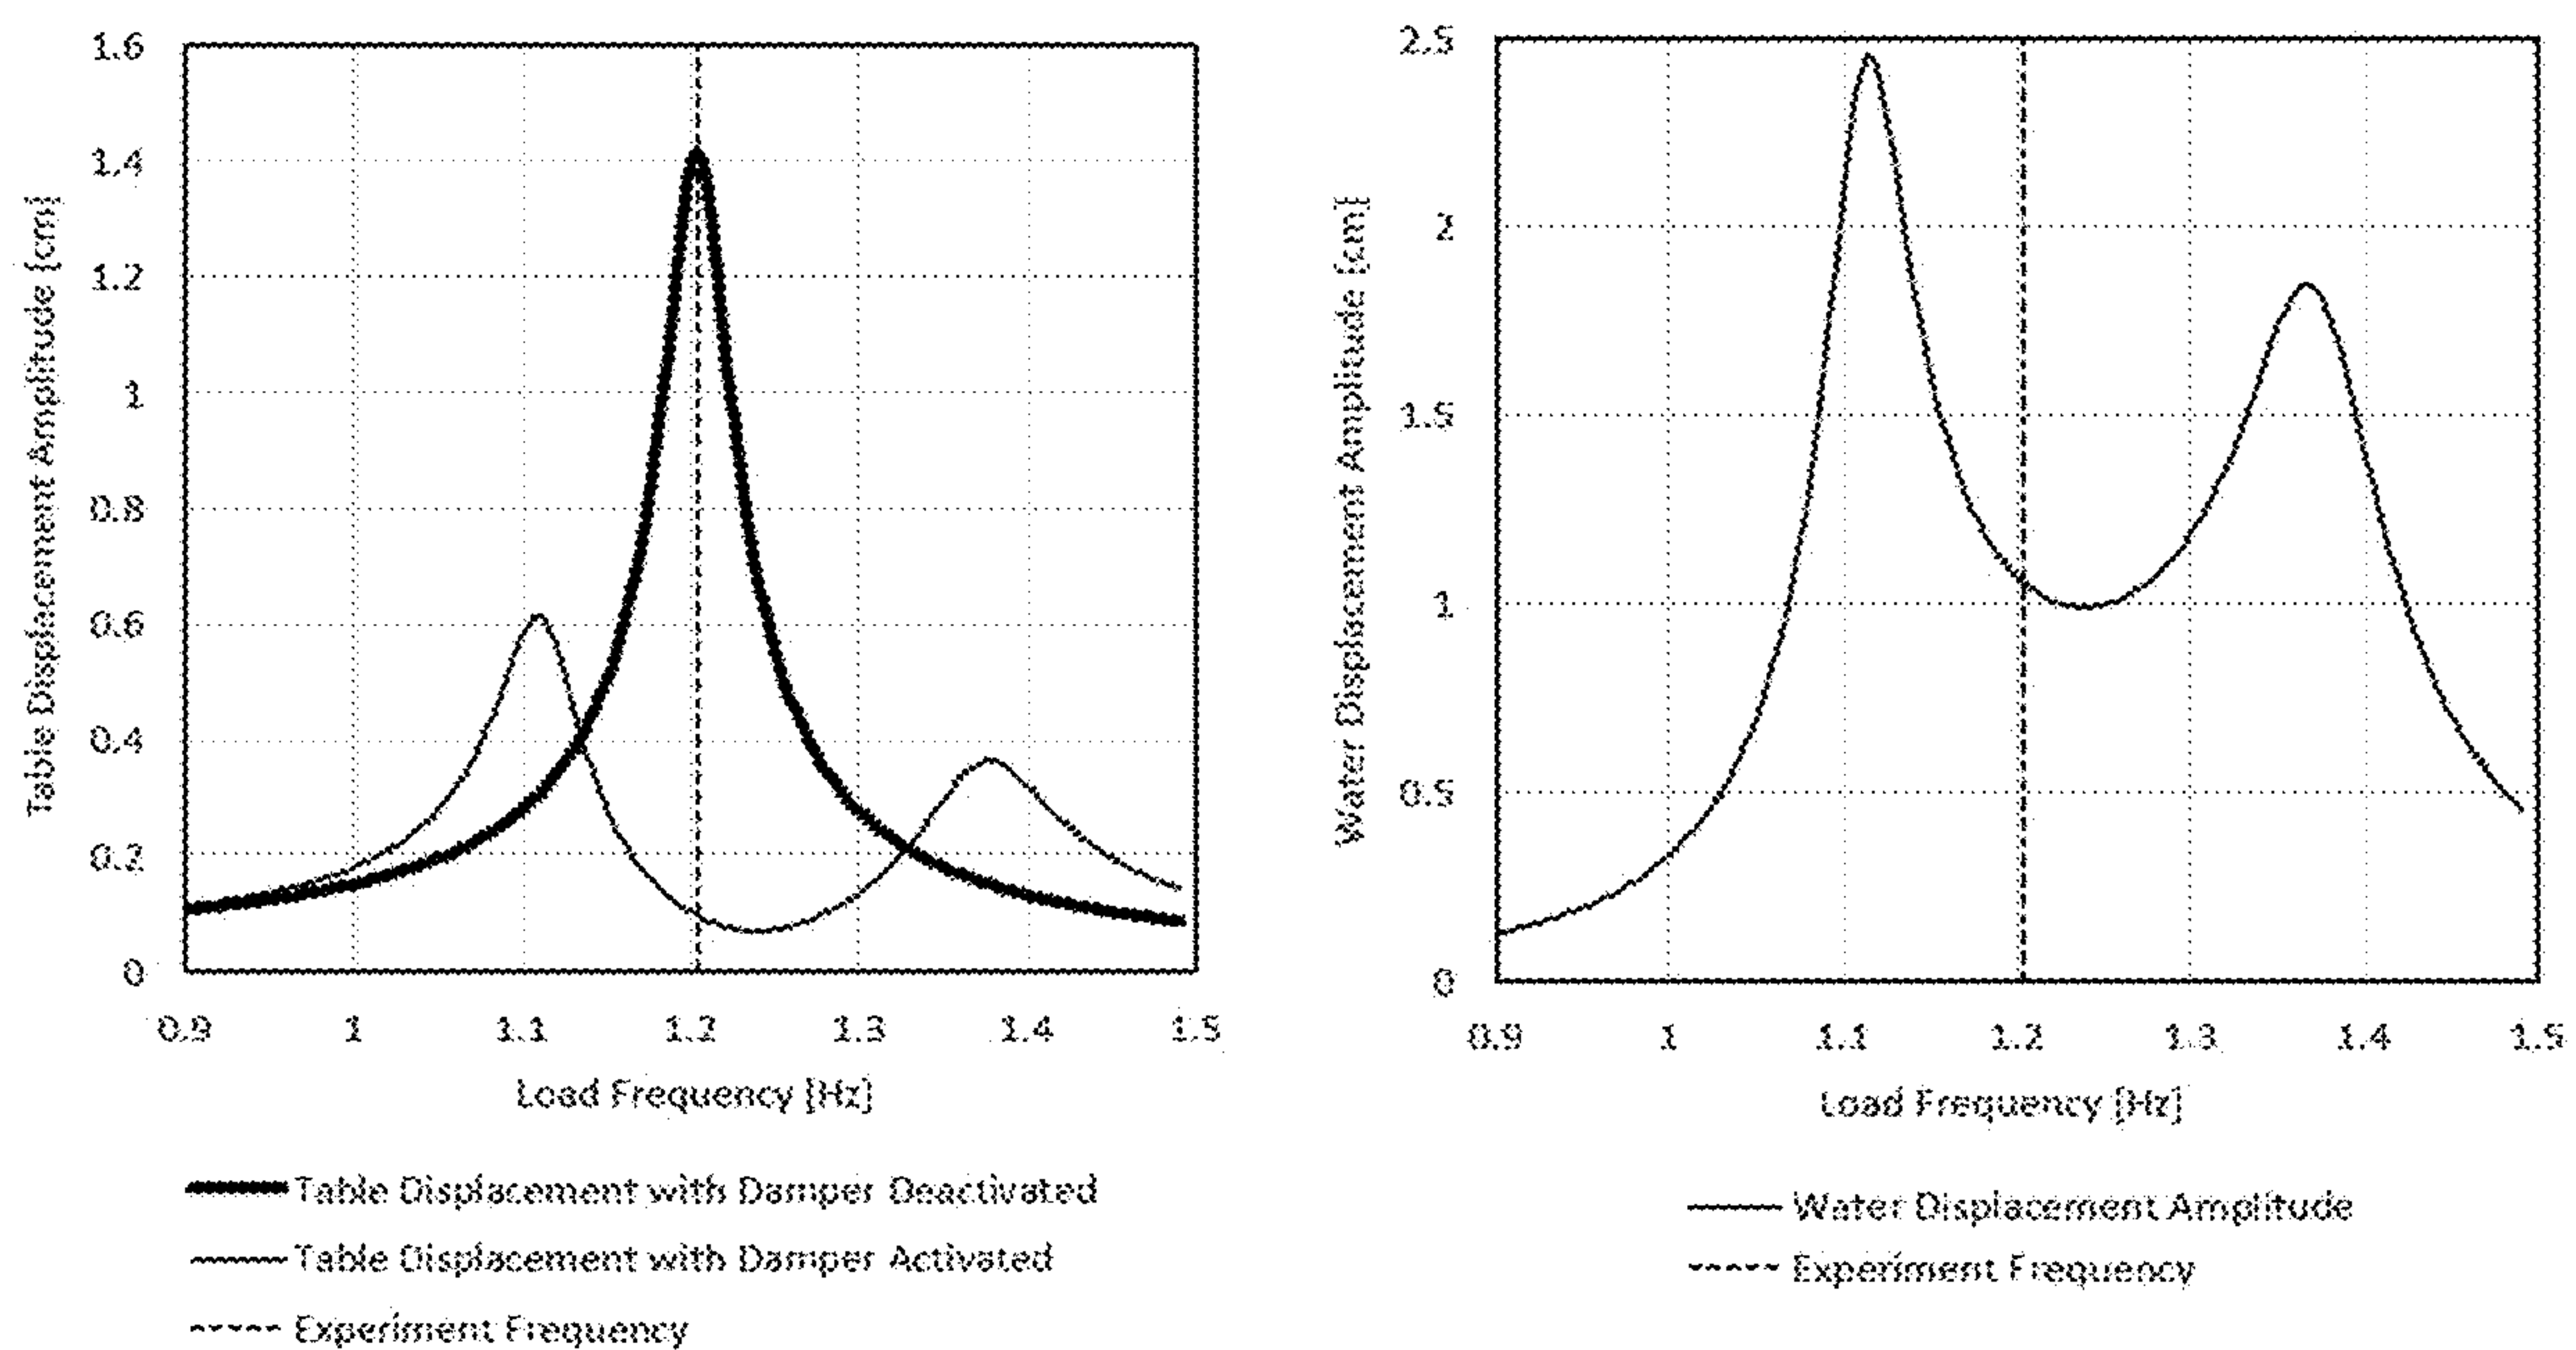 Table Displacement Amplitude [cm]
1.6
1.4
1.2
1
0.8
0.6
0.4
0.2
0
0.9 1 1.1 1.2 1.3 1.4 1.5
Load Frequency [Hz]
Table Displacement with Damper Deactivated
Table Displacement with Damper Activated
Experiment Frequency
Water Displacement Amplitude [cm]
2.5
2
1.5
1
0.5
0
0.9 1 1.1 1.2 1.3 1.4 1.5
Load Frequency [Hz]
Water Displacement Amplitude
Experiment Frequency